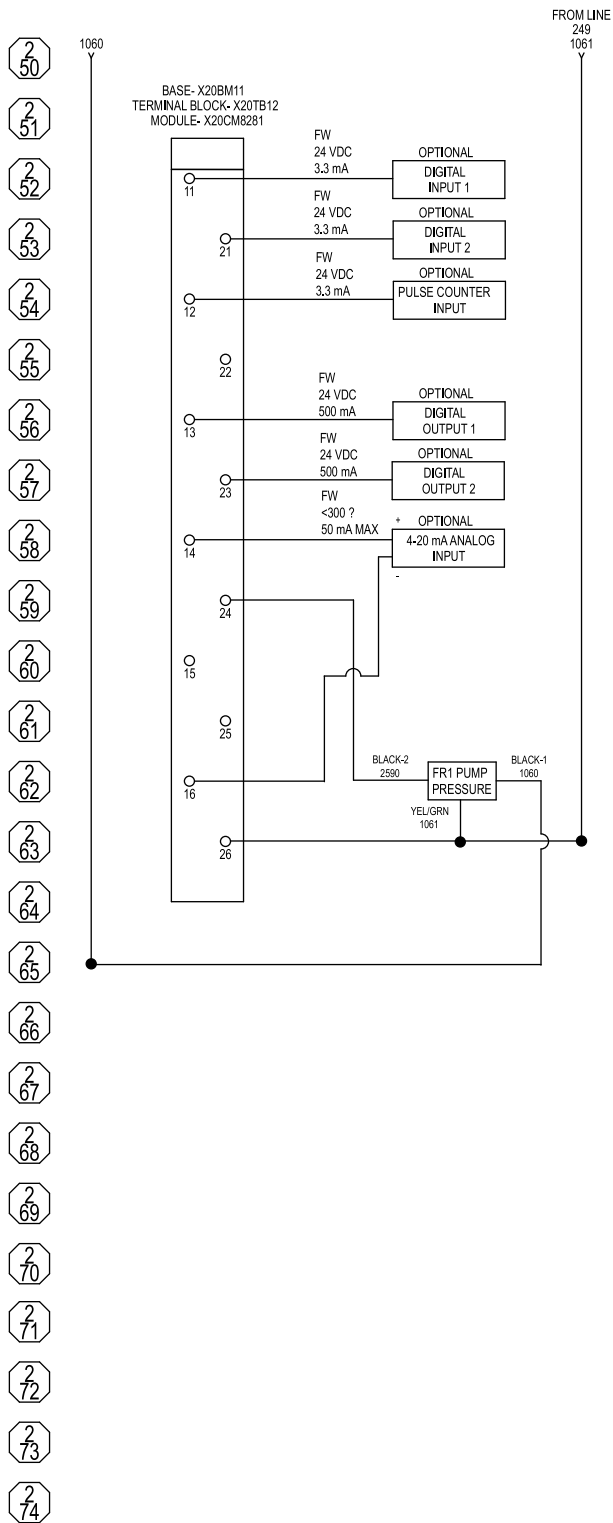 FROM LINE
249
1061
1060
2
50
BASE- X20BM11
TERMINAL BLOCK- X20TB12
MODULE- X20CM8281
2
51
FW
24 VDC
3.3 mA
OPTIONAL
DIGITAL
INPUT 1
11
2
52
FW
24 VDC
3.3 mA
OPTIONAL
DIGITAL
INPUT 2
21
2
53
FW
24 VDC
3.3 mA
OPTIONAL
PULSE COUNTER
INPUT
12
2
54
22
2
55
FW
24 VDC
500 mA
OPTIONAL
DIGITAL
OUTPUT 1
13
2
56
FW
24 VDC
500 mA
OPTIONAL
DIGITAL
OUTPUT 2
23
2
57
FW
<300 ?
50 mA MAX
+
OPTIONAL
4-20 mA ANALOG
INPUT
-
14
2
58
24
2
59
15
2
60
25
2
61
BLACK-2
2590
FR1 PUMP
PRESSURE
BLACK-1
1060
16
2
62
YEL/GRN
1061
26
2
63
2
64
2
65
2
66
2
67
2
68
2
69
2
70
2
71
2
72
2
73
2
74